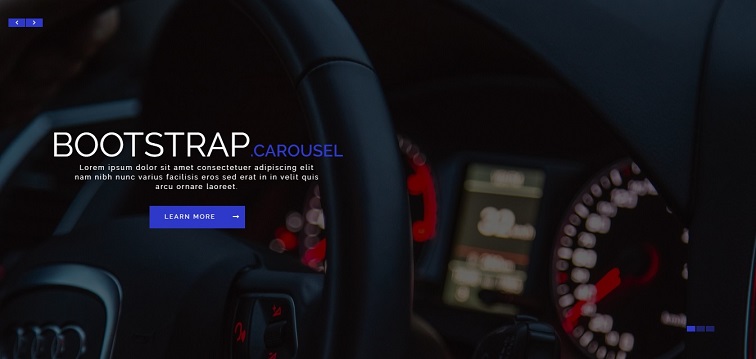 BOOTSTRAP.CAROUSEL
Lorem ipsum dolor sit amet consectetuer adipiscing elit
nam nibh nunc varius facilisis eros sed erat in in velit quis
arcu ornare laoreet.
LEARN MORE